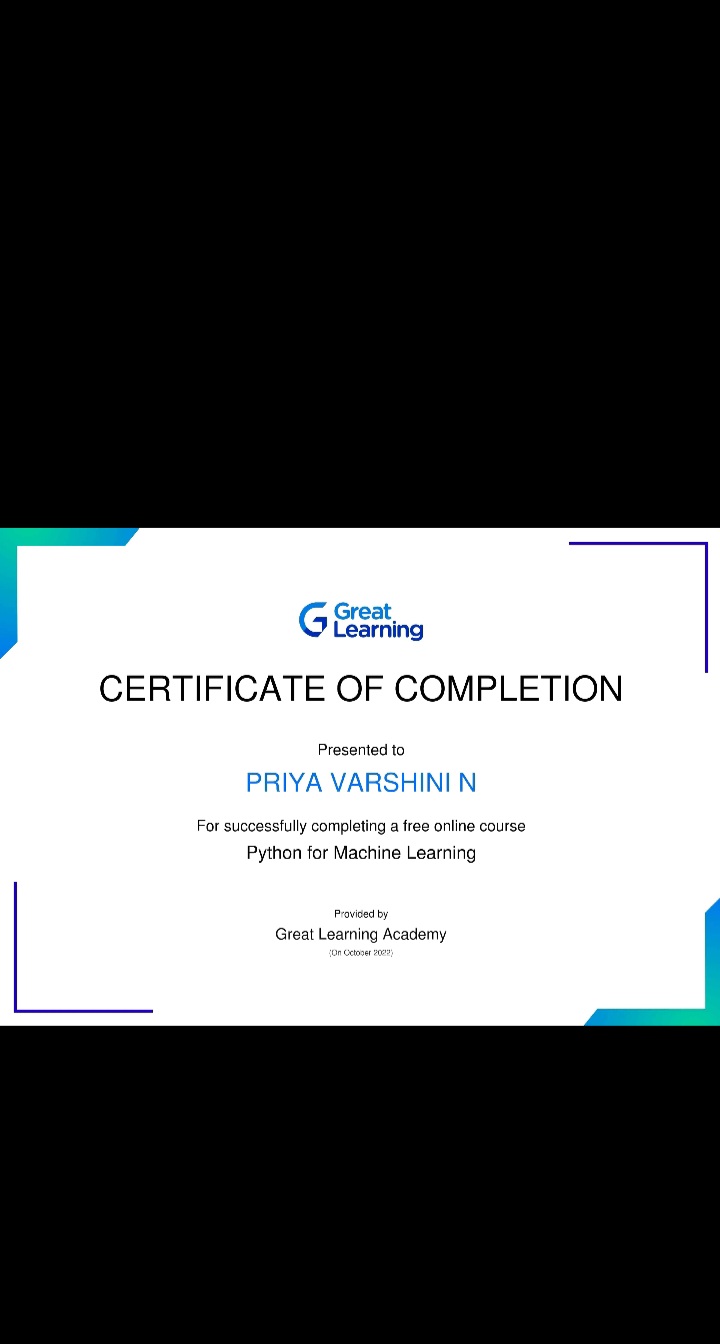 Great
Learning
CERTIFICATE OF COMPLETION
Presented to
PRIYA VARSHINI N
For successfully completing a free online course
Python for Machine Learning
Provided by
Great Learning Academy
(On October 2022)